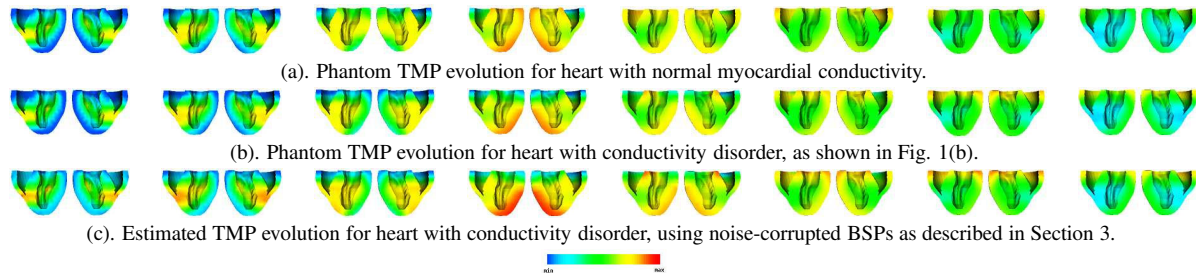 (a). Phantom TMP evolution for heart with normal myocardial conductivity.
(b). Phantom TMP evolution for heart with conductivity disorder, as shown in Fig. 1(b).
(c). Estimated TMP evolution for heart with conductivity disorder, using noise-corrupted BSPs as described in Section 3.
min max